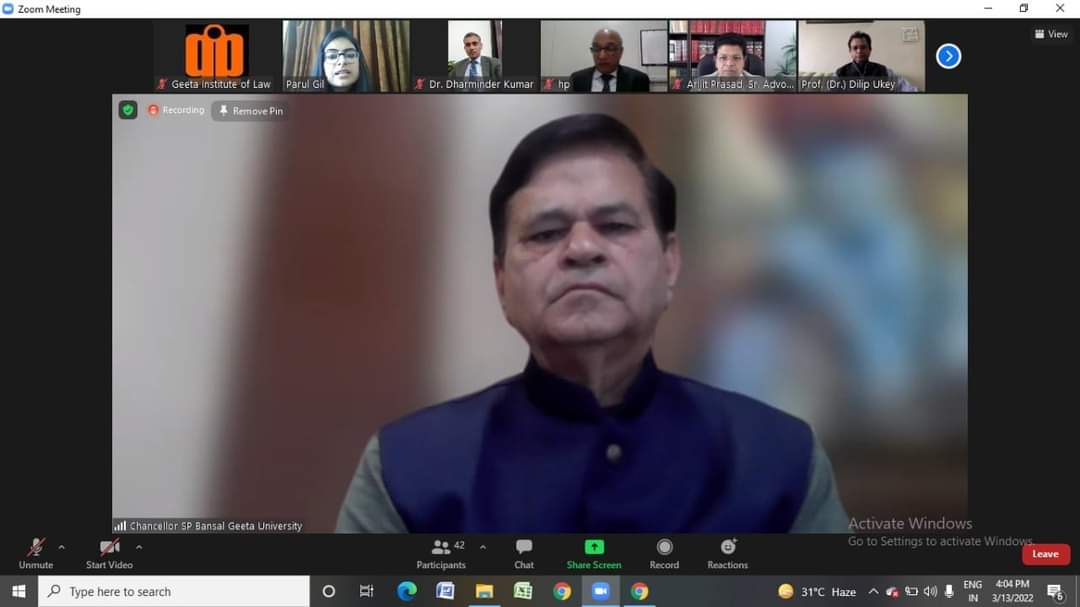 Zoom Meeting
View
Geeta Institute of Law
Parul Gil
Dr. Dharminder Kumar
hp
Arijit Prasad, Sr. Advo...
Prof. (Dr.) Dilip Ukey
Recording
Remove Pin
Chancellor SP Bansal Geeta University
Activate Windows
Go to Settings to activate Windows.
Unmute
Start Video
42
Participants
Chat
Share Screen
Record
Reactions
Leave
Type here to search
31°C Haze
ENG
IN
4:04 PM
3/13/2022
6